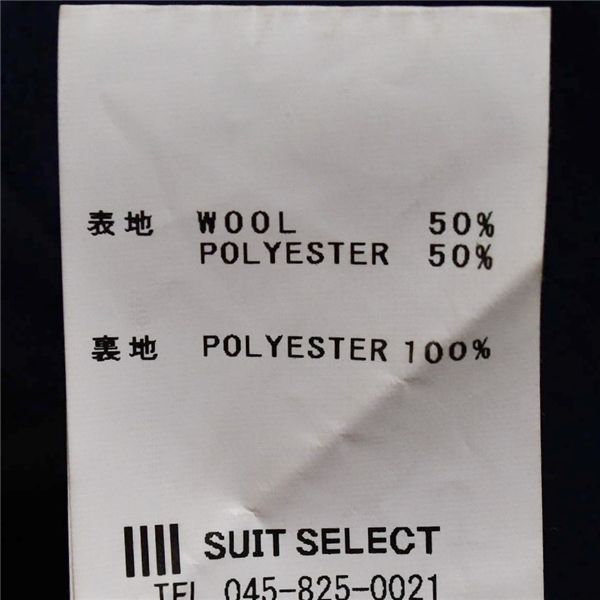 表地 WOOL 50%
POLYESTER 50%
裏地 POLYESTER 100%
SUIT SELECT
TEL 045-825-0021